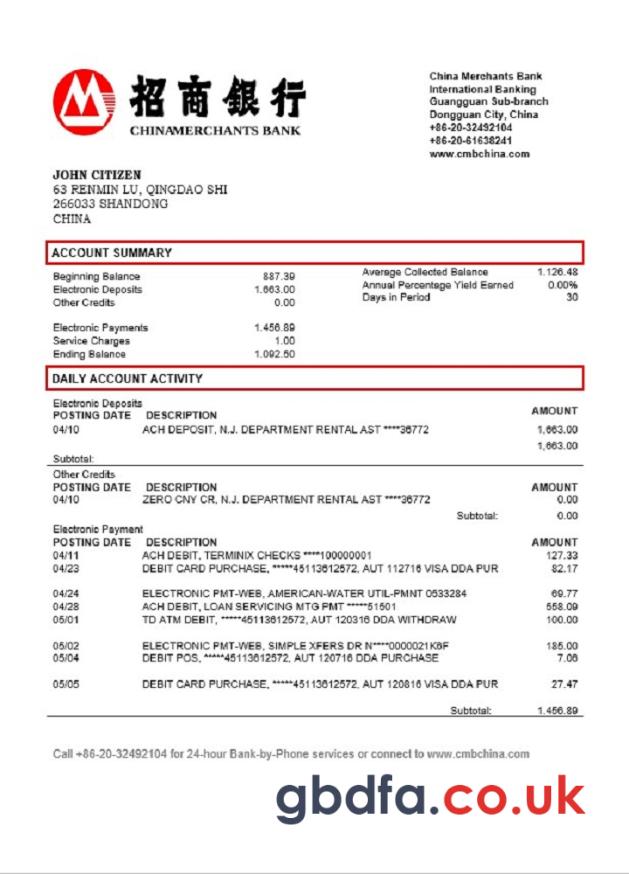 招商银行
CHINAMERCHANTS BANK
China Merchants Bank
International Banking
Guangguan Sub-branch
Dongguan City, China
+86-20-32492104
+86-20-61638241
www.cmbchina.com
JOHN CITIZEN
63 RENMIN LU, QINGDAO SHI
266033 SHANDONG
CHINA
ACCOUNT SUMMARY
Beginning Balance 887.39
Electronic Deposits 1.663.00
Other Credits 0.00
Electronic Payments 1.456.89
Service Charges 1.00
Ending Balance 1.092.50
Average Collected Balance 1.126.48
Annual Percentage Yield Earned 0.00%
Days in Period 30
DAILY ACCOUNT ACTIVITY
Electronic Deposits
POSTING DATE DESCRIPTION AMOUNT
04/10 ACH DEPOSIT, N.J. DEPARTMENT RENTAL AST ****36772 1,663.00
1,663.00
Subtotal:
Other Credits
POSTING DATE DESCRIPTION AMOUNT
04/10 ZERO CNY CR, N.J. DEPARTMENT RENTAL AST ****36772 0.00
Subtotal: 0.00
Electronic Payment
POSTING DATE DESCRIPTION AMOUNT
04/11 ACH DEBIT, TERMINIX CHECKS ****100000001 127.33
04/23 DEBIT CARD PURCHASE, *****45113612572, AUT 112716 VISA DDA PUR 82.17
04/24 ELECTRONIC PMT-WEB, AMERICAN-WATER UTIL-PMNT 0533284 69.77
04/28 ACH DEBIT, LOAN SERVICING MTG PMT *****51501 558.09
05/01 TD ATM DEBIT, *****45113612572, AUT 120316 DDA WITHDRAW 100.00
05/02 ELECTRONIC PMT-WEB, SIMPLE XFERS DR N****0000021K6F 185.00
05/04 DEBIT POS, *****45113612572, AUT 120716 DDA PURCHASE 7.06
05/05 DEBIT CARD PURCHASE, *****45113612572, AUT 120816 VISA DDA PUR 27.47
Subtotal: 1.456.89
Call +86-20-32492104 for 24-hour Bank-by-Phone services or connect to www.cmbchina.com
gbdfa.co.uk